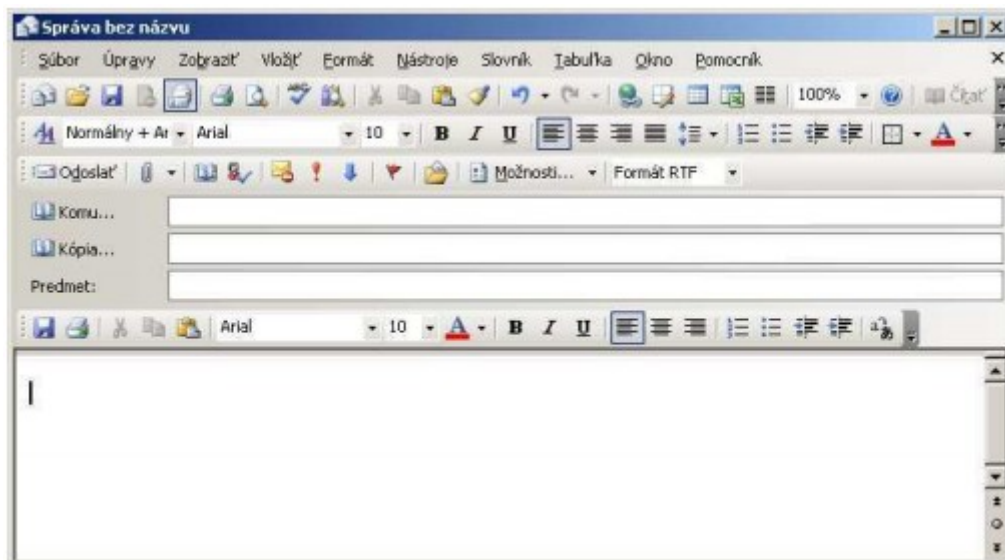 Správa bez názvu
Súbor Úpravy Zobraziť Vložiť Formát Nástroje Slovník Tabuľka Okno Pomocník
100% Čítať
Normálny + Ar Arial 10 B I U A
Odoslať Možnosti... Formát RTF
Komu...
Kópia...
Predmet:
Arial 10 A B I U